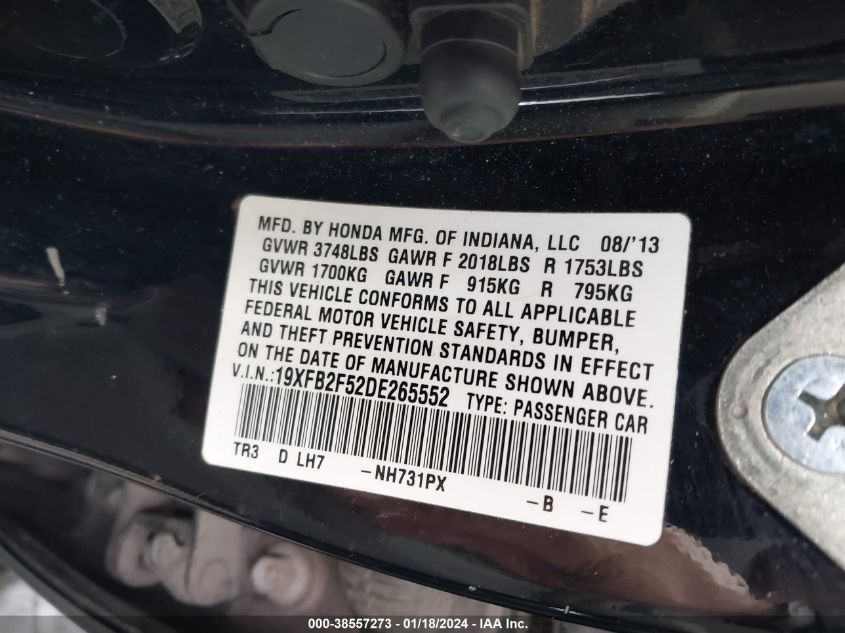 MFD. BY HONDA MFG. OF INDIANA, LLC 08/'13
GVWR 3748LBS GAWR F 2018LBS R 1753LBS
GVWR 1700KG GAWR F 915KG R 795KG
THIS VEHICLE CONFORMS TO ALL APPLICABLE
FEDERAL MOTOR VEHICLE SAFETY, BUMPER,
AND THEFT PREVENTION STANDARDS IN EFFECT
ON THE DATE OF MANUFACTURE SHOWN ABOVE.
V.I.N.:19XFB2F52DE265552 TYPE: PASSENGER CAR
TR3 D LH7 -NH731PX -B -E
000-38557273 - 01/18/2024 - IAA Inc.